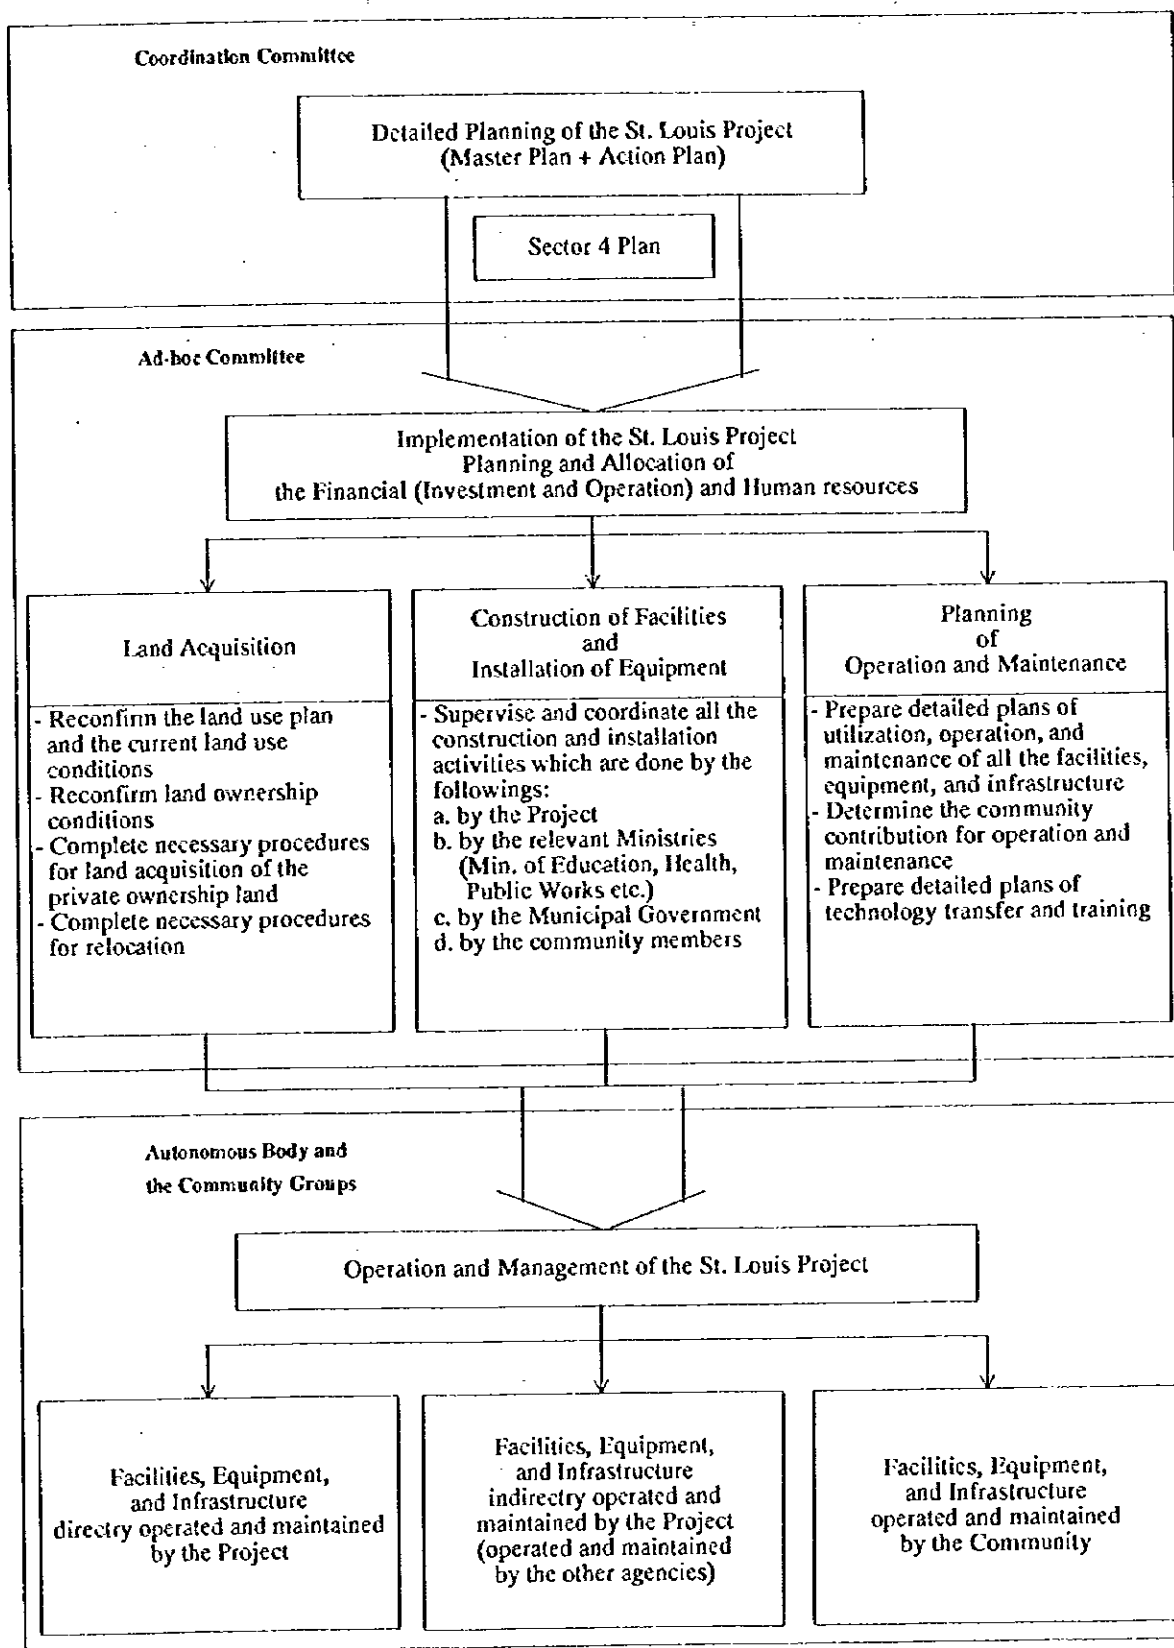 Coordination Committee
Detailed Planning of the St. Louis Project
(Master Plan + Action Plan)
Sector 4 Plan
Ad-hoc Committee
Implementation of the St. Louis Project
Planning and Allocation of
the Financial (Investment and Operation) and Human resources
Land Acquisition
- Reconfirm the land use plan
and the current land use
conditions
- Reconfirm land ownership
conditions
- Complete necessary procedures
for land acquisition of the
private ownership land
- Complete necessary procedures
for relocation
Construction of Facilities
and
Installation of Equipment
- Supervise and coordinate all the
construction and installation
activities which are done by the
followings:
a. by the Project
b. by the relevant Ministries
(Min. of Education, Health,
Public Works etc.)
c. by the Municipal Government
d. by the community members
Planning
of
Operation and Maintenance
- Prepare detailed plans of
utilization, operation, and
maintenance of all the facilities,
equipment, and infrastructure
- Determine the community
contribution for operation and
maintenance
- Prepare detailed plans of
technology transfer and training
Autonomous Body and
the Community Groups
Operation and Management of the St. Louis Project
Facilities, Equipment,
and Infrastructure
directry operated and maintained
by the Project
Facilities, Equipment,
and Infrastructure
indirectry operated and
maintained by the Project
(operated and maintained
by the other agencies)
Facilities, Equipment,
and Infrastructure
operated and maintained
by the Community